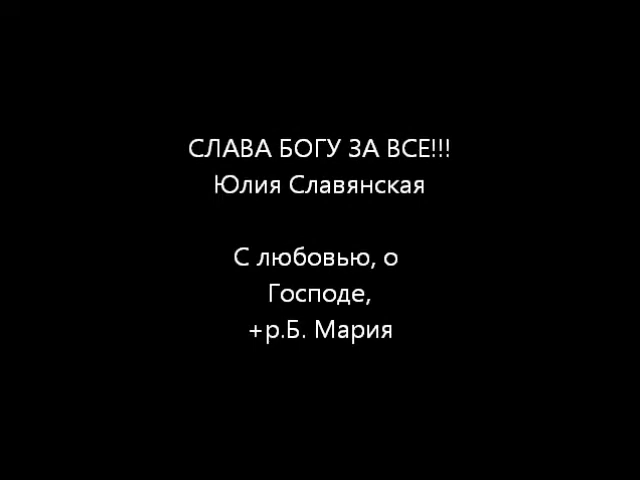 СЛАВА БОГУ ЗА ВСЕ!!!
Юлия Славянская
С любовью, о
Господе,
+р.Б. Мария